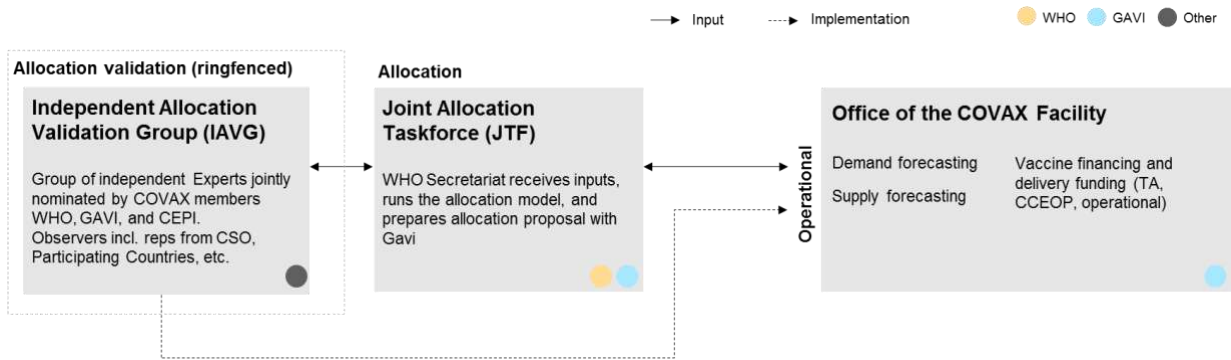 Input
Implementation
WHO
GAVI
Other
Allocation validation (ringfenced)
Independent Allocation
Validation Group (IAVG)
Group of independent Experts jointly
nominated by COVAX members
WHO, GAVI, and CEPI.
Observers incl. reps from CSO,
Participating Countries, etc.
Allocation
Joint Allocation
Taskforce (JTF)
WHO Secretariat receives inputs,
runs the allocation model, and
prepares allocation proposal with
Gavi
Operational
Office of the COVAX Facility
Demand forecasting
Supply forecasting
Vaccine financing and
delivery funding (TA,
CCEOP, operational)